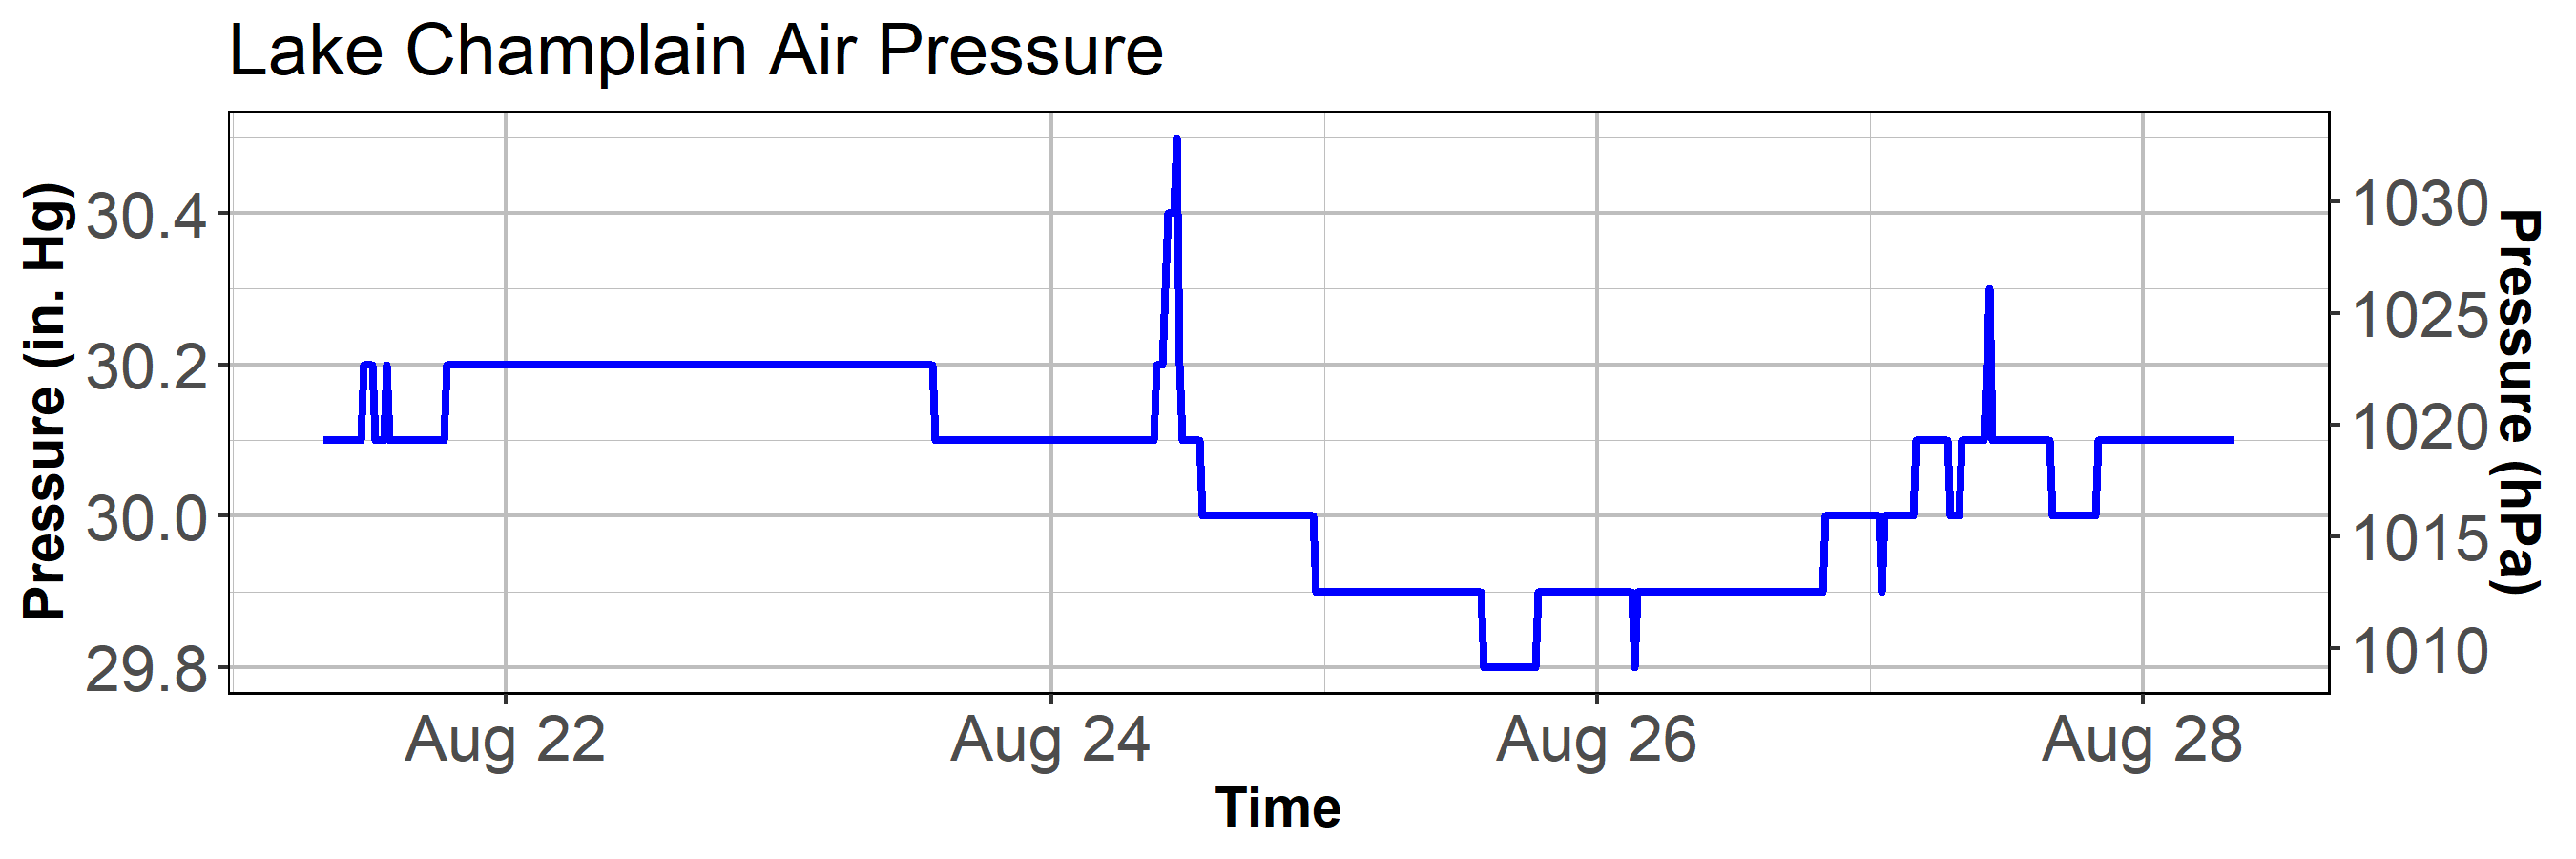 Lake Champlain Air Pressure
Pressure (in. Hg)
30.4
30.2
30.0
29.8
1030
1025
1020
1015
1010
Pressure (hPa)
Aug 22 Aug 24 Aug 26 Aug 28
Time